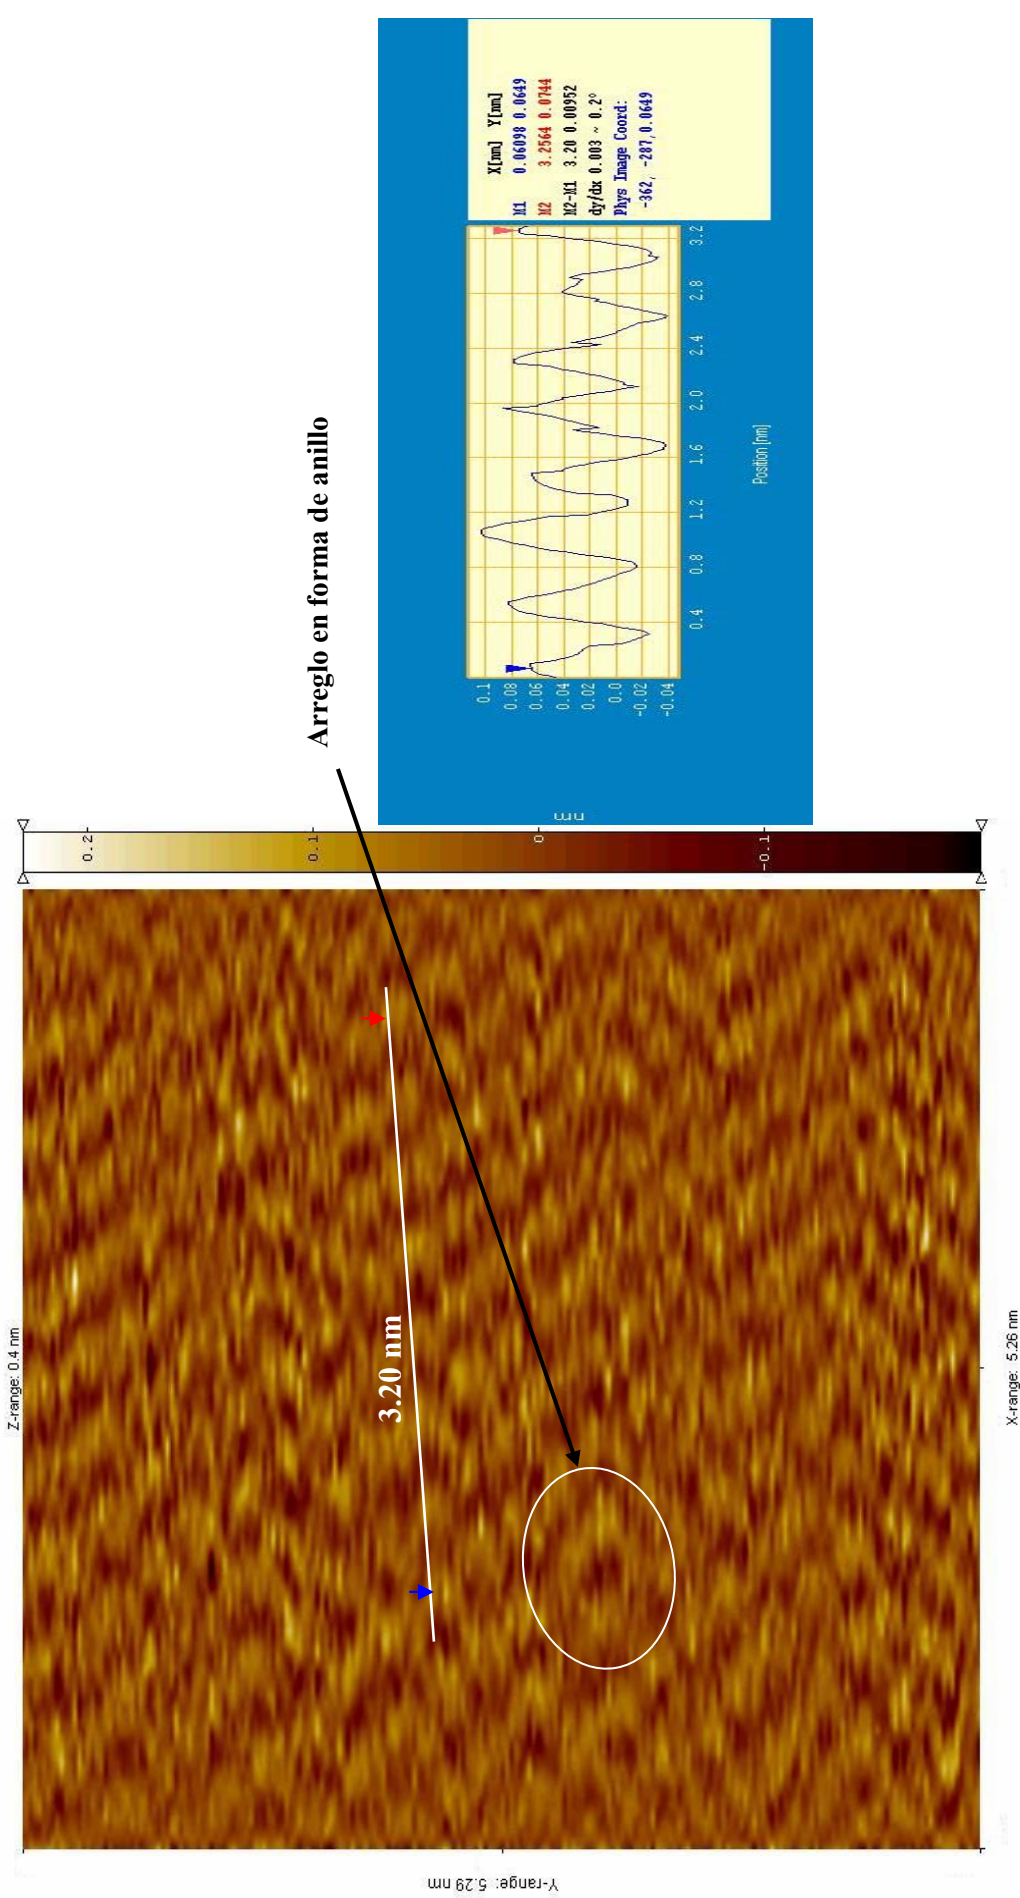 Z-range: 0.4 nm
X-range: 5.26 nm
Y-range: 5.29 nm
0.2
0.1
0
-0.1
3.20 nm
Arreglo en forma de anillo
nm
0.1
0.08
0.06
0.04
0.02
0.0
-0.02
-0.04
0.4
0.8
1.2
1.6
2.0
2.4
2.8
3.2
Position [nm]
X[nm] Y[nm]
M1 0.06098 0.0649
M2 3.2564 0.0744
M2-M1 3.20 0.00952
dy/dx 0.003 ~ 0.2º
Phys Image Coord:
-362, -287,0.0649